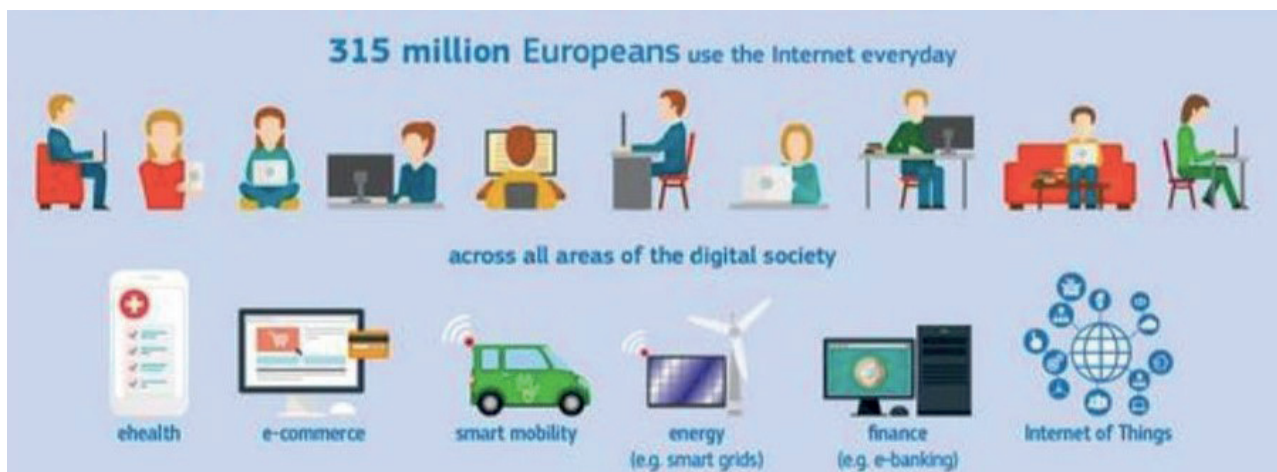 315 million Europeans use the Internet everyday
across all areas of the digital society
ehealth
e-commerce
smart mobility
energy
(e.g. smart grids)
finance
(e.g. e-banking)
Internet of Things